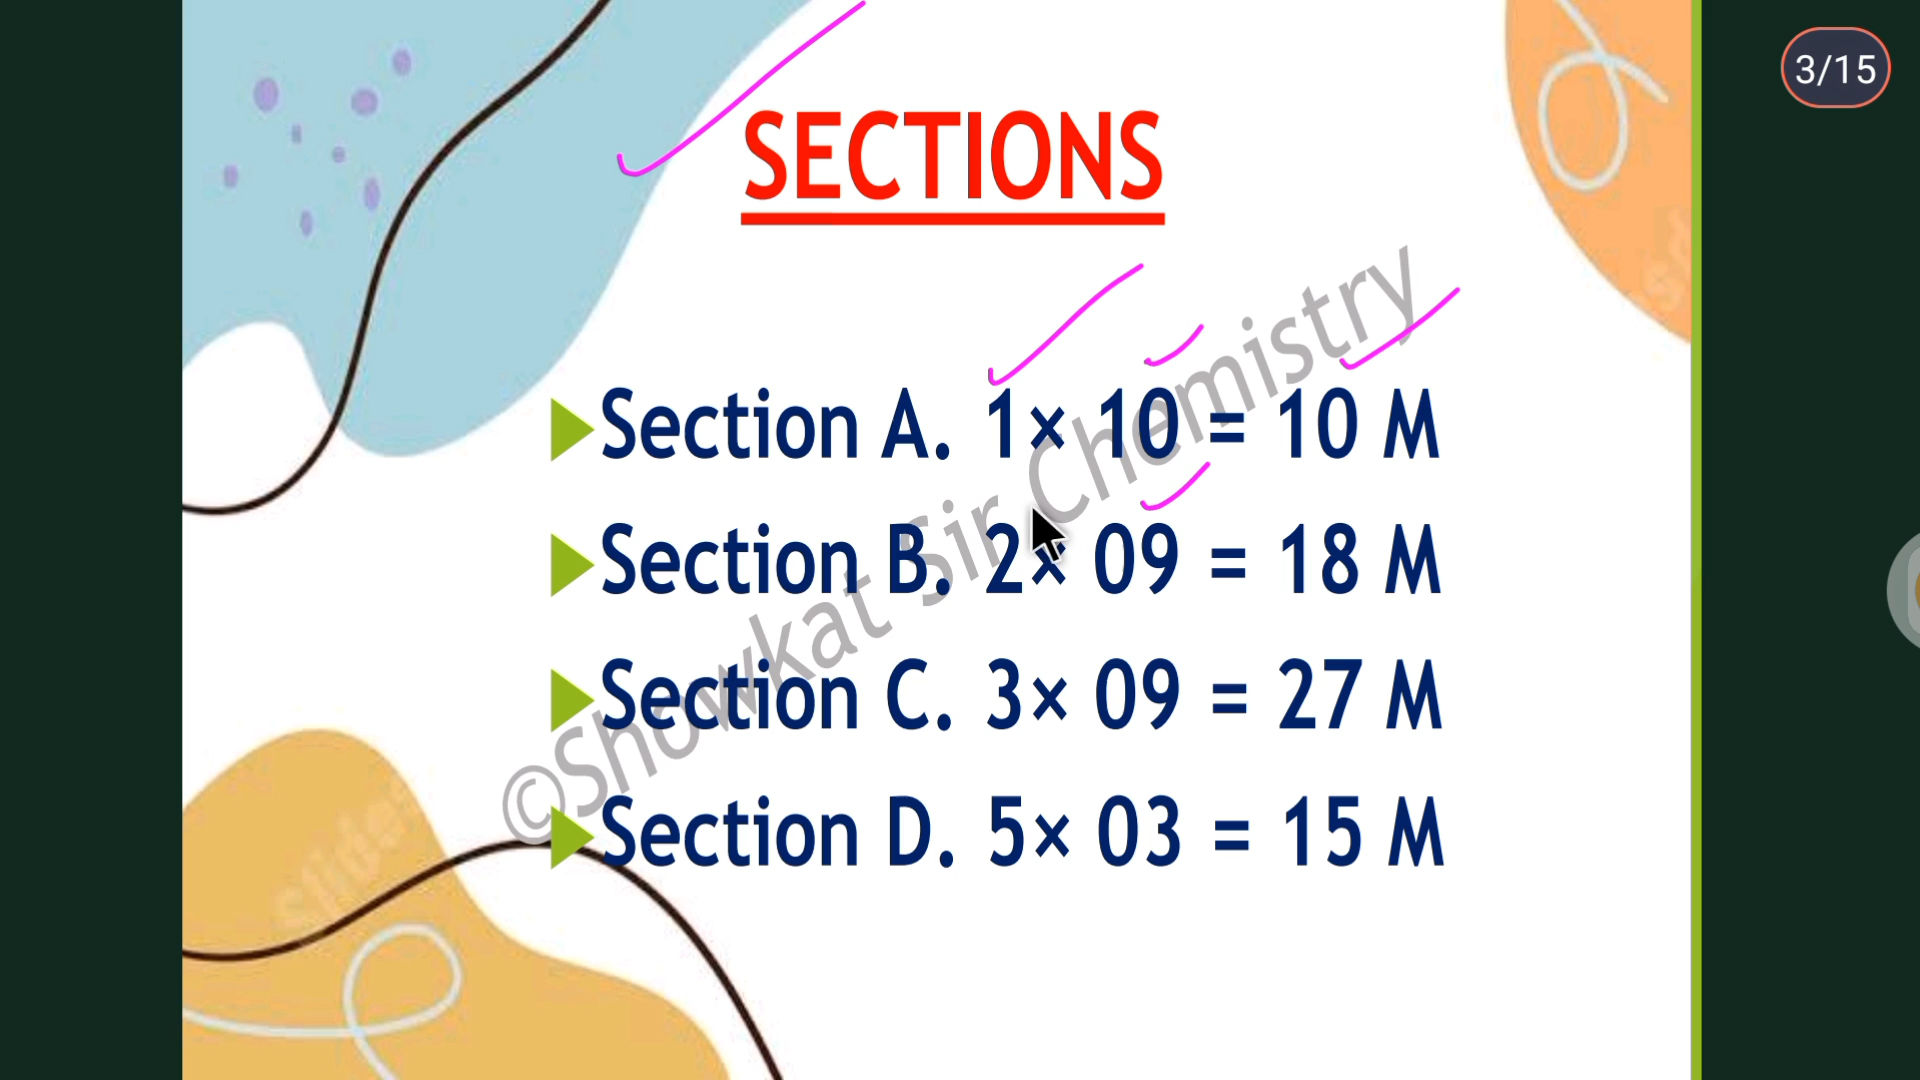 3/15
SECTIONS
Section A. 1× 10 = 10 M
Section B. 2× 09 = 18 M
Section C. 3× 09 = 27 M
Section D. 5× 03 = 15 M
©Showkat Sir Chemistry